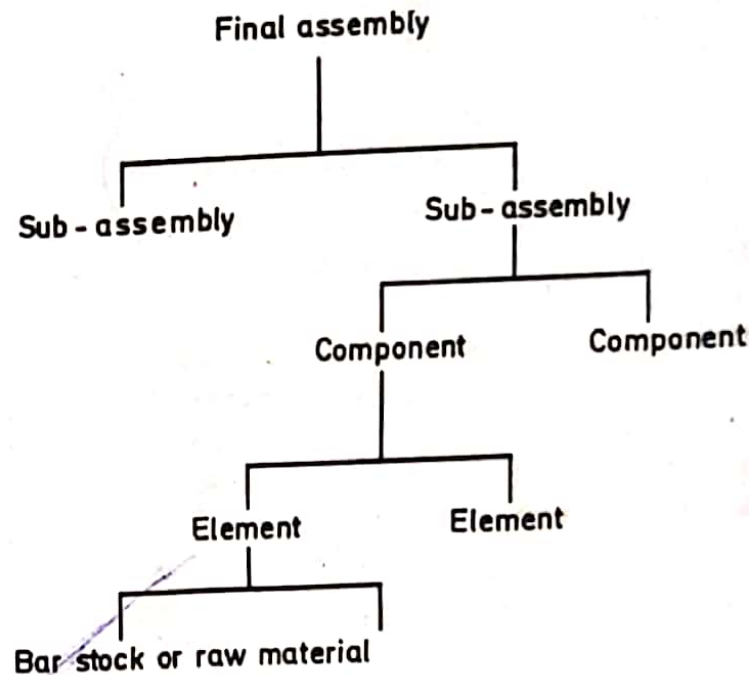 Final assembly
Sub-assembly
Sub-assembly
Component
Component
Element
Element
Bar stock or raw material